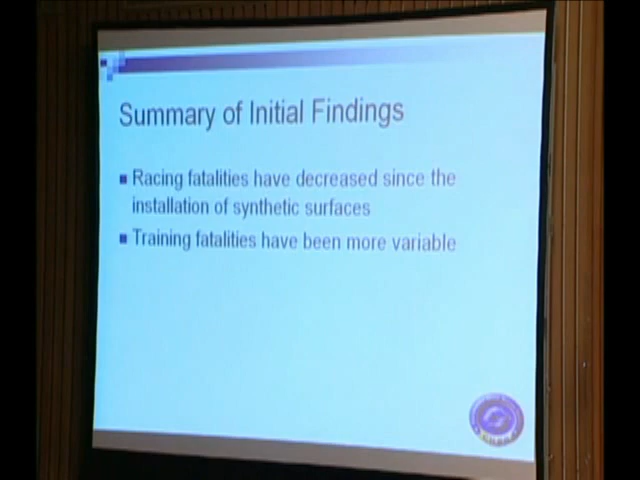 Summary of Initial Findings
Racing fatalities have decreased since the
installation of synthetic surfaces
Training fatalities have been more variable